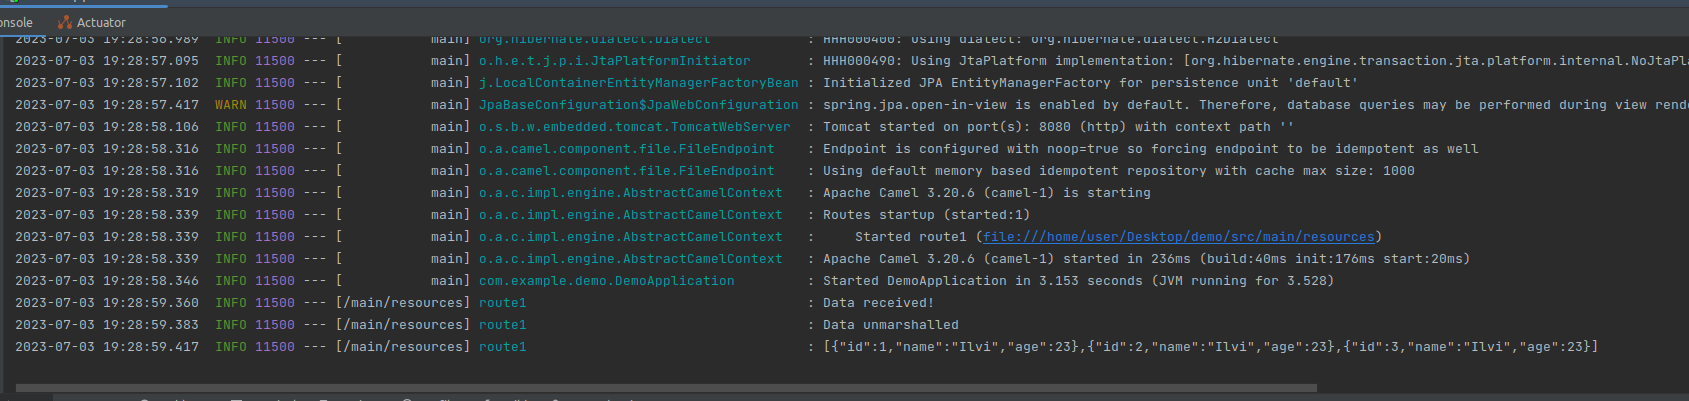 onsole Actuator
2023-07-03 19:28:56.989 INFO 11500 --- [ main] org.hibernate.dialect.Dialect : HHH000400: Using dialect: org.hibernate.dialect.H2Dialect
2023-07-03 19:28:57.095 INFO 11500 --- [ main] o.h.e.t.j.p.i.JtaPlatformInitiator : HHH000490: Using JtaPlatform implementation: [org.hibernate.engine.transaction.jta.platform.internal.NoJtaPla
2023-07-03 19:28:57.102 INFO 11500 --- [ main] j.LocalContainerEntityManagerFactoryBean : Initialized JPA EntityManagerFactory for persistence unit 'default'
2023-07-03 19:28:57.417 WARN 11500 --- [ main] JpaBaseConfiguration$JpaWebConfiguration : spring.jpa.open-in-view is enabled by default. Therefore, database queries may be performed during view rende
2023-07-03 19:28:58.106 INFO 11500 --- [ main] o.s.b.w.embedded.tomcat.TomcatWebServer : Tomcat started on port(s): 8080 (http) with context path ''
2023-07-03 19:28:58.316 INFO 11500 --- [ main] o.a.camel.component.file.FileEndpoint : Endpoint is configured with noop=true so forcing endpoint to be idempotent as well
2023-07-03 19:28:58.316 INFO 11500 --- [ main] o.a.camel.component.file.FileEndpoint : Using default memory based idempotent repository with cache max size: 1000
2023-07-03 19:28:58.319 INFO 11500 --- [ main] o.a.c.impl.engine.AbstractCamelContext : Apache Camel 3.20.6 (camel-1) is starting
2023-07-03 19:28:58.339 INFO 11500 --- [ main] o.a.c.impl.engine.AbstractCamelContext : Routes startup (started:1)
2023-07-03 19:28:58.339 INFO 11500 --- [ main] o.a.c.impl.engine.AbstractCamelContext : Started route1 (file:///home/user/Desktop/demo/src/main/resources)
2023-07-03 19:28:58.339 INFO 11500 --- [ main] o.a.c.impl.engine.AbstractCamelContext : Apache Camel 3.20.6 (camel-1) started in 236ms (build:40ms init:176ms start:20ms)
2023-07-03 19:28:58.346 INFO 11500 --- [ main] com.example.demo.DemoApplication : Started DemoApplication in 3.153 seconds (JVM running for 3.528)
2023-07-03 19:28:59.360 INFO 11500 --- [/main/resources] route1 : Data received!
2023-07-03 19:28:59.383 INFO 11500 --- [/main/resources] route1 : Data unmarshalled
2023-07-03 19:28:59.417 INFO 11500 --- [/main/resources] route1 : [{"id":1,"name":"Ilvi","age":23},{"id":2,"name":"Ilvi","age":23},{"id":3,"name":"Ilvi","age":23}]